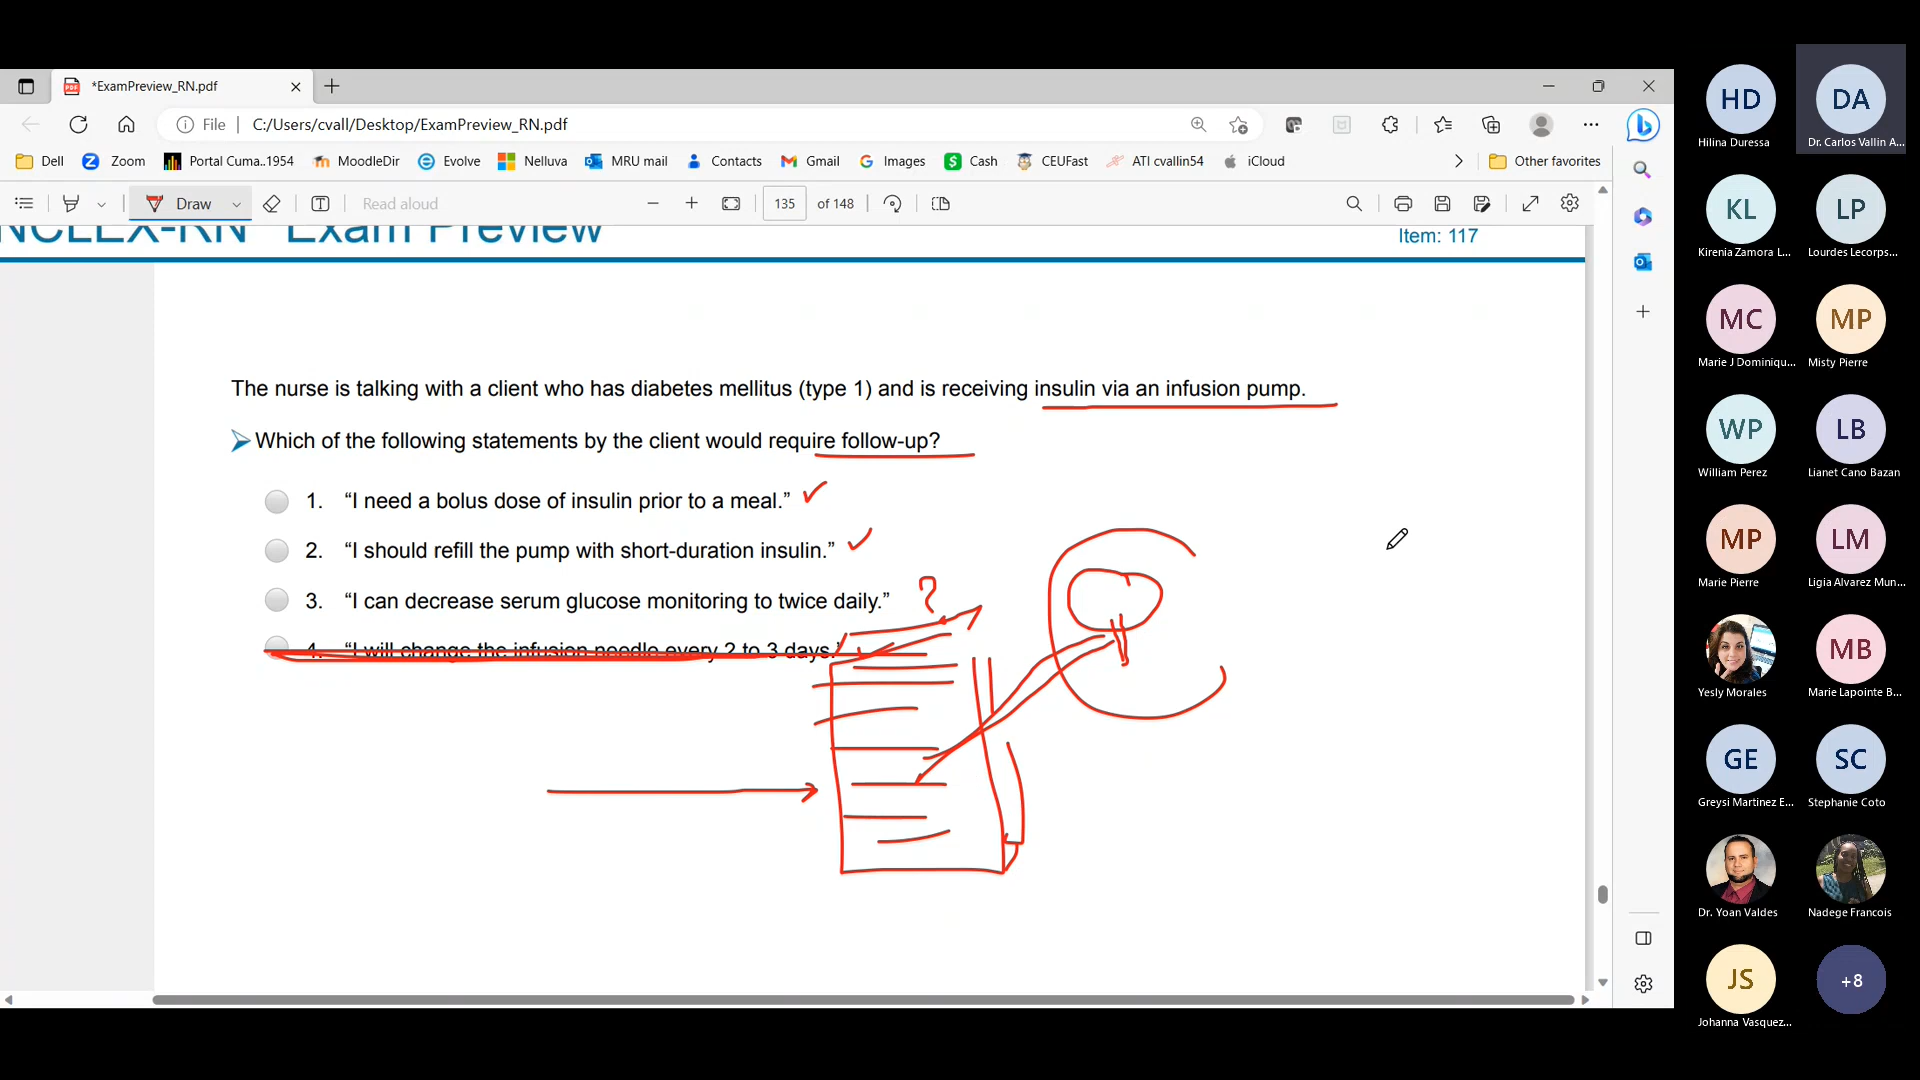 *ExamPreview_RN.pdf
File | C:/Users/cvall/Desktop/ExamPreview_RN.pdf
Dell Zoom Portal Cuma..1954 MoodleDir Evolve Nelluva MRU mail Contacts Gmail Images Cash CEUFast ATI cvallin54 iCloud Other favorites
Draw Read aloud 135 of 148
NCLEX-RN Exam Preview
Item: 117
The nurse is talking with a client who has diabetes mellitus (type 1) and is receiving insulin via an infusion pump.
Which of the following statements by the client would require follow-up?
1. “I need a bolus dose of insulin prior to a meal.”
2. “I should refill the pump with short-duration insulin.”
3. “I can decrease serum glucose monitoring to twice daily.”
?
4. “I will change the infusion needle every 2 to 3 days.”
HD DA
Hilina Duressa Dr. Carlos Vallin A...
KL LP
Kirenia Zamora L... Lourdes Lecorps...
MC MP
Marie J Dominiqu... Misty Pierre
WP LB
William Perez Lianet Cano Bazan
MP LM
Marie Pierre Ligia Alvarez Mun...
MB
Yesly Morales Marie Lapointe B...
GE SC
Greysi Martinez E... Stephanie Coto
Dr. Yoan Valdes Nadege Francois
JS +8
Johanna Vasquez...